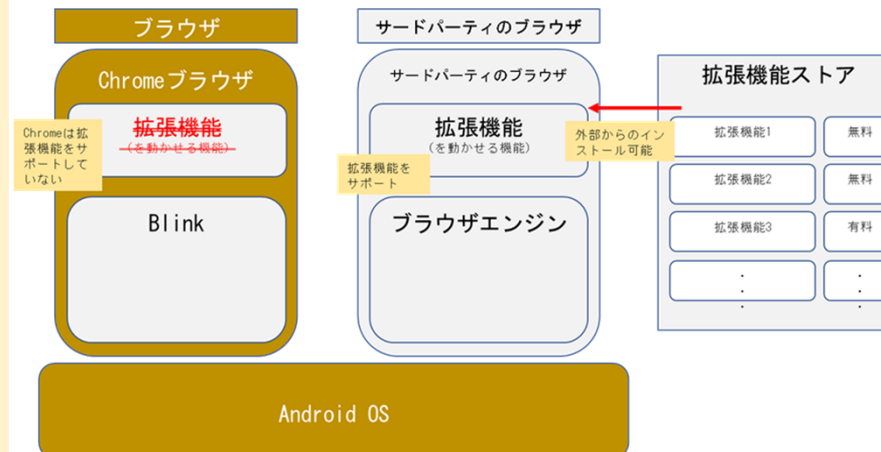 ブラウザ
サードパーティのブラウザ
Chromeブラウザ
拡張機能
(を動かせる機能)
Chromeは拡
張機能をサ
ポートして
いない
Blink
サードパーティのブラウザ
拡張機能
(を動かせる機能)
拡張機能を
サポート
ブラウザエンジン
外部からのイン
ストール可能
拡張機能ストア
拡張機能1 無料
拡張機能2 無料
拡張機能3 有料
Android OS